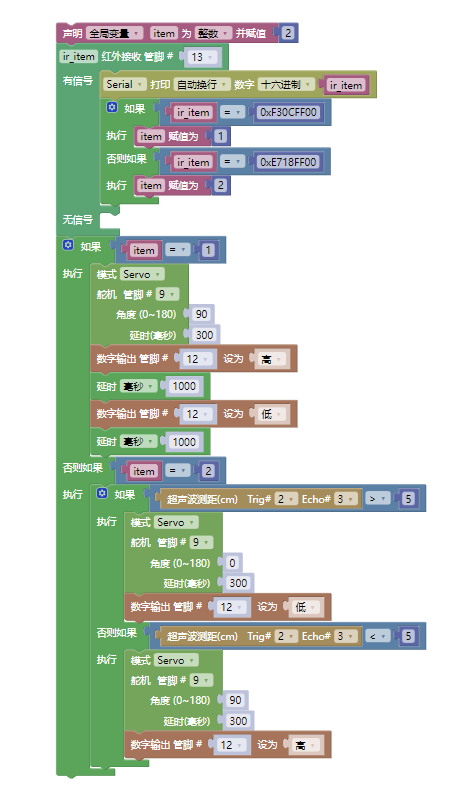 声明 全局变量 item 为 整数 并赋值 2
ir_item 红外接收 管脚 # 13
有信号 Serial 打印 自动换行 数字 十六进制 ir_item
如果 ir_item = 0xF30CFF00
执行 item 赋值为 1
否则如果 ir_item = 0xE718FF00
执行 item 赋值为 2
无信号
如果 item = 1
执行 模式 Servo
舵机 管脚 # 9
角度 (0~180) 90
延时(毫秒) 300
数字输出 管脚 # 12 设为 高
延时 毫秒 1000
数字输出 管脚 # 12 设为 低
延时 毫秒 1000
否则如果 item = 2
执行 如果 超声波测距(cm) Trig# 2 Echo# 3 > 5
执行 模式 Servo
舵机 管脚 # 9
角度 (0~180) 0
延时(毫秒) 300
数字输出 管脚 # 12 设为 低
否则如果 超声波测距(cm) Trig# 2 Echo# 3 < 5
执行 模式 Servo
舵机 管脚 # 9
角度 (0~180) 90
延时(毫秒) 300
数字输出 管脚 # 12 设为 高